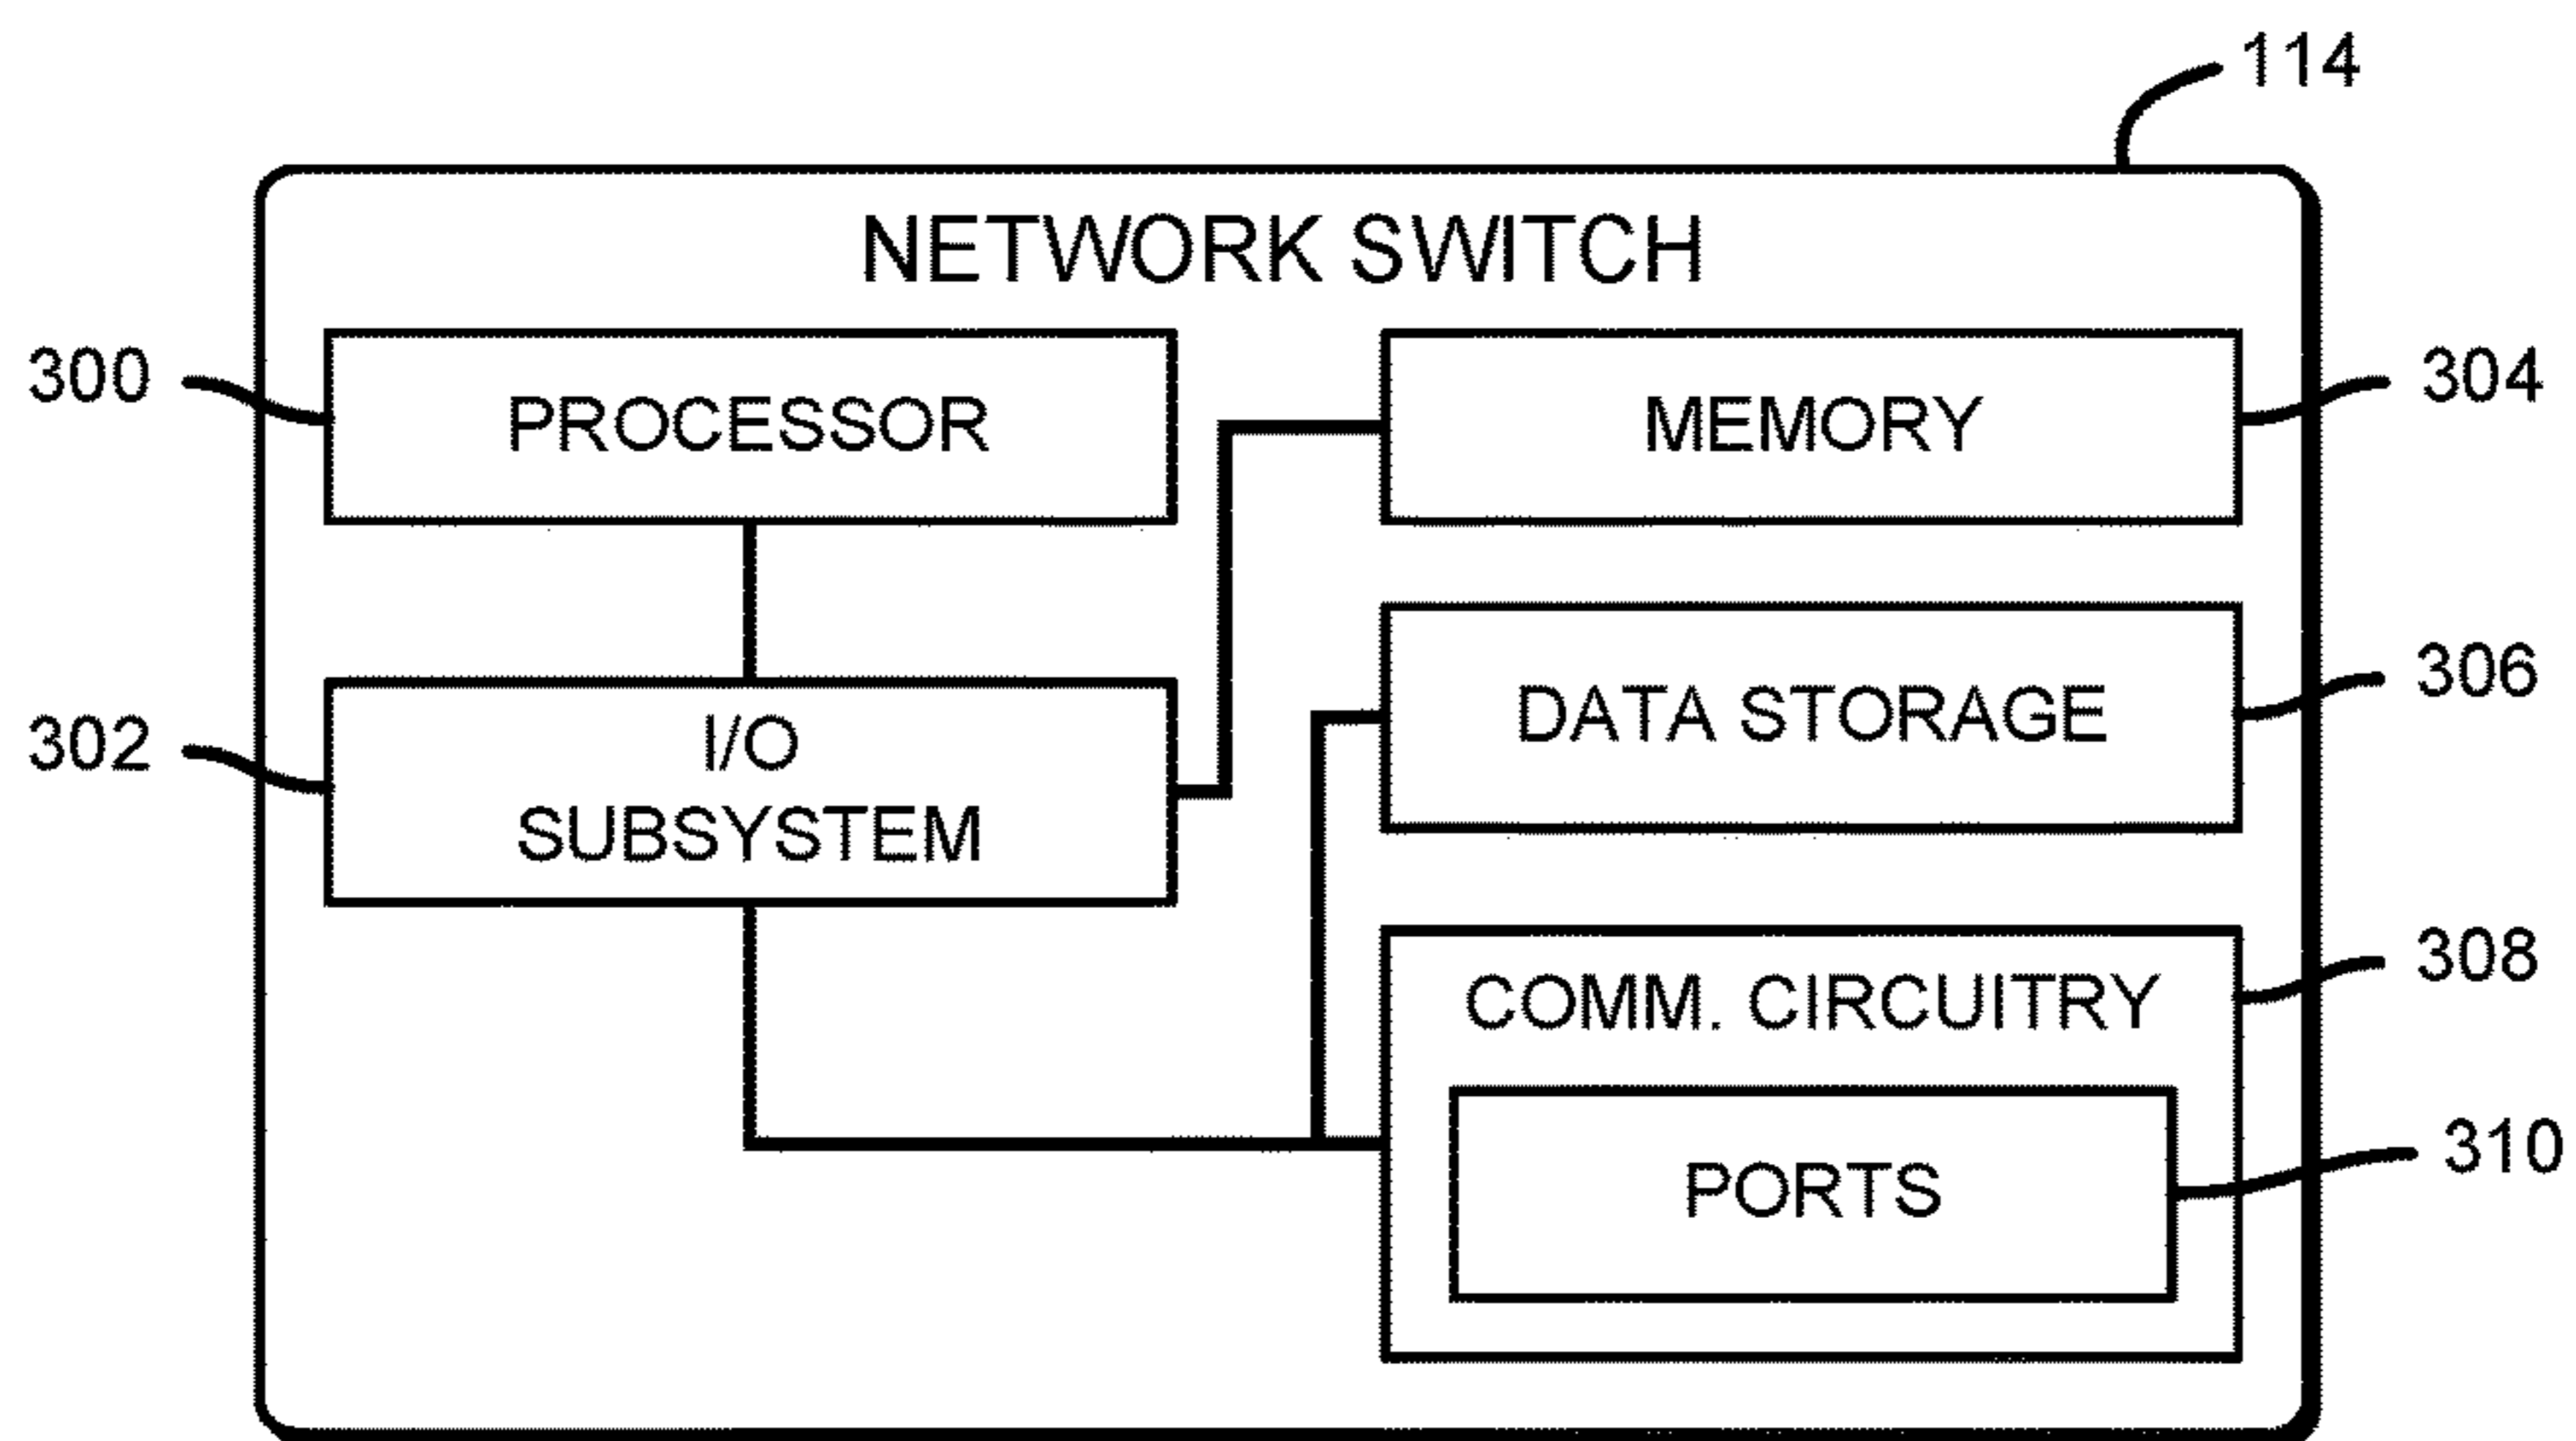 114
NETWORK SWITCH
300
PROCESSOR
MEMORY
304
302
I/O
SUBSYSTEM
DATA STORAGE
306
COMM. CIRCUITRY
308
PORTS
310